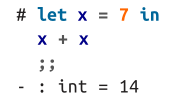 # let x = 7 in
  x + x
  ;;
- : int = 14